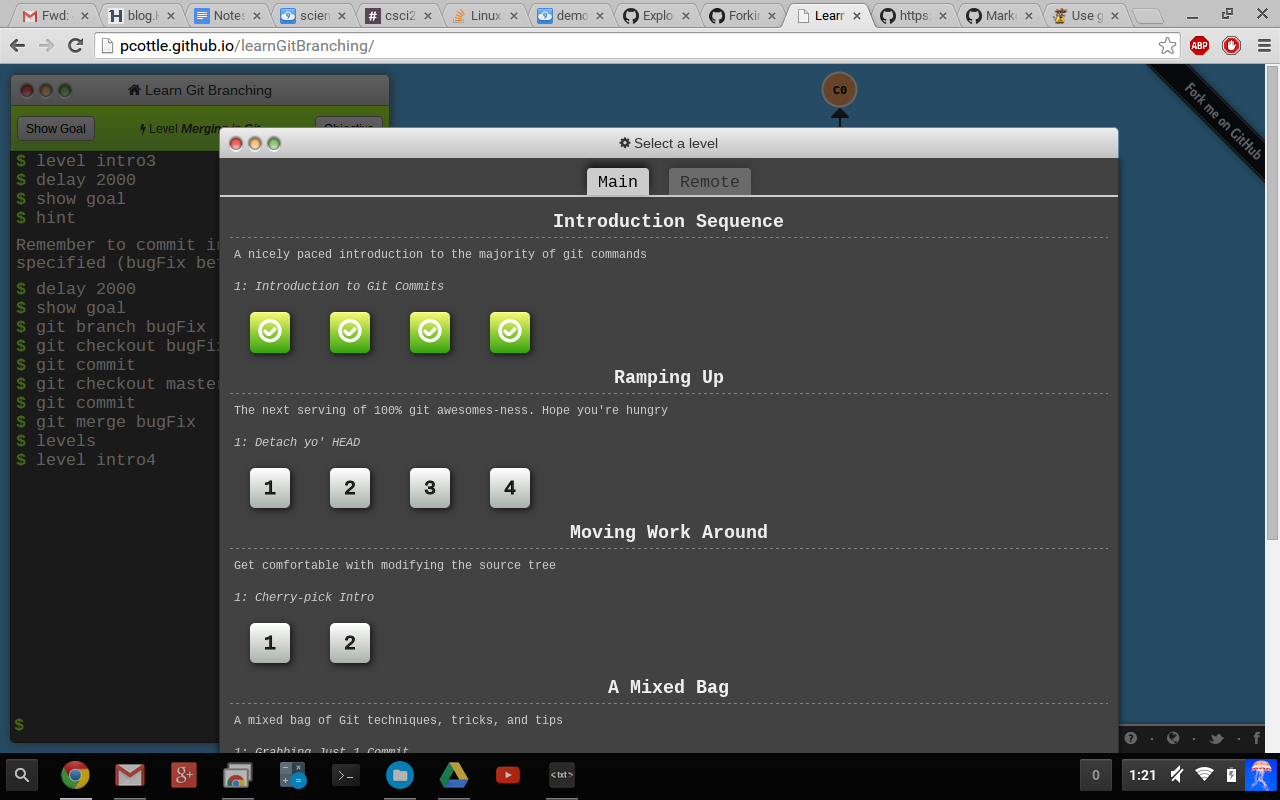 Fwd:
blog.
Notes
scien
csci2
Linux
demo
Explo
Forkin
Learn
https:
Marke
Use g
pcottle.github.io/learnGitBranching/
ABP
Learn Git Branching
C0
Fork me on GitHub
Show Goal
Level Merging in Git
Objective
$ level intro3
$ delay 2000
$ show goal
$ hint
Remember to commit in
specified (bugFix be
$ delay 2000
$ show goal
$ git branch bugFix
$ git checkout bugFix
$ git commit
$ git checkout master
$ git commit
$ git merge bugFix
$ levels
$ level intro4
$
Select a level
Main
Remote
Introduction Sequence
A nicely paced introduction to the majority of git commands
1: Introduction to Git Commits
Ramping Up
The next serving of 100% git awesomes-ness. Hope you're hungry
1: Detach yo' HEAD
1 2 3 4
Moving Work Around
Get comfortable with modifying the source tree
1: Cherry-pick Intro
1 2
A Mixed Bag
A mixed bag of Git techniques, tricks, and tips
1: Grabbing Just 1 Commit
<txt>
0
1:21